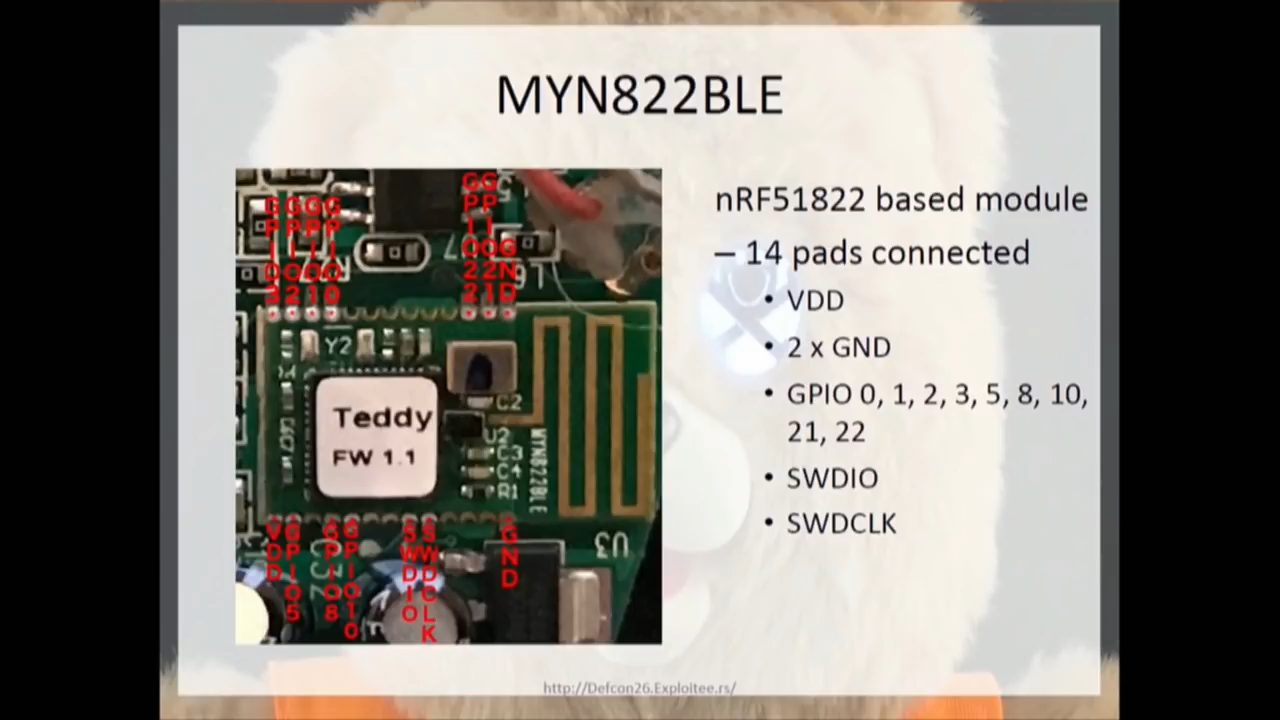 MYN822BLE
nRF51822 based module
– 14 pads connected
• VDD
• 2 x GND
• GPIO 0, 1, 2, 3, 5, 8, 10,
21, 22
• SWDIO
• SWDCLK
GPIO3
GPIO2
GPIO1
GPIO0
GPIO22
GPIO21
GND
L6
Y2
C2
Teddy
FW 1.1
U2
C3
C4
R1
MYN822BLE
U3
VDD
GPIO5
GPIO8
GPIO10
SWDIO
SWDCLK
GND
http://Defcon26.Exploitee.rs/